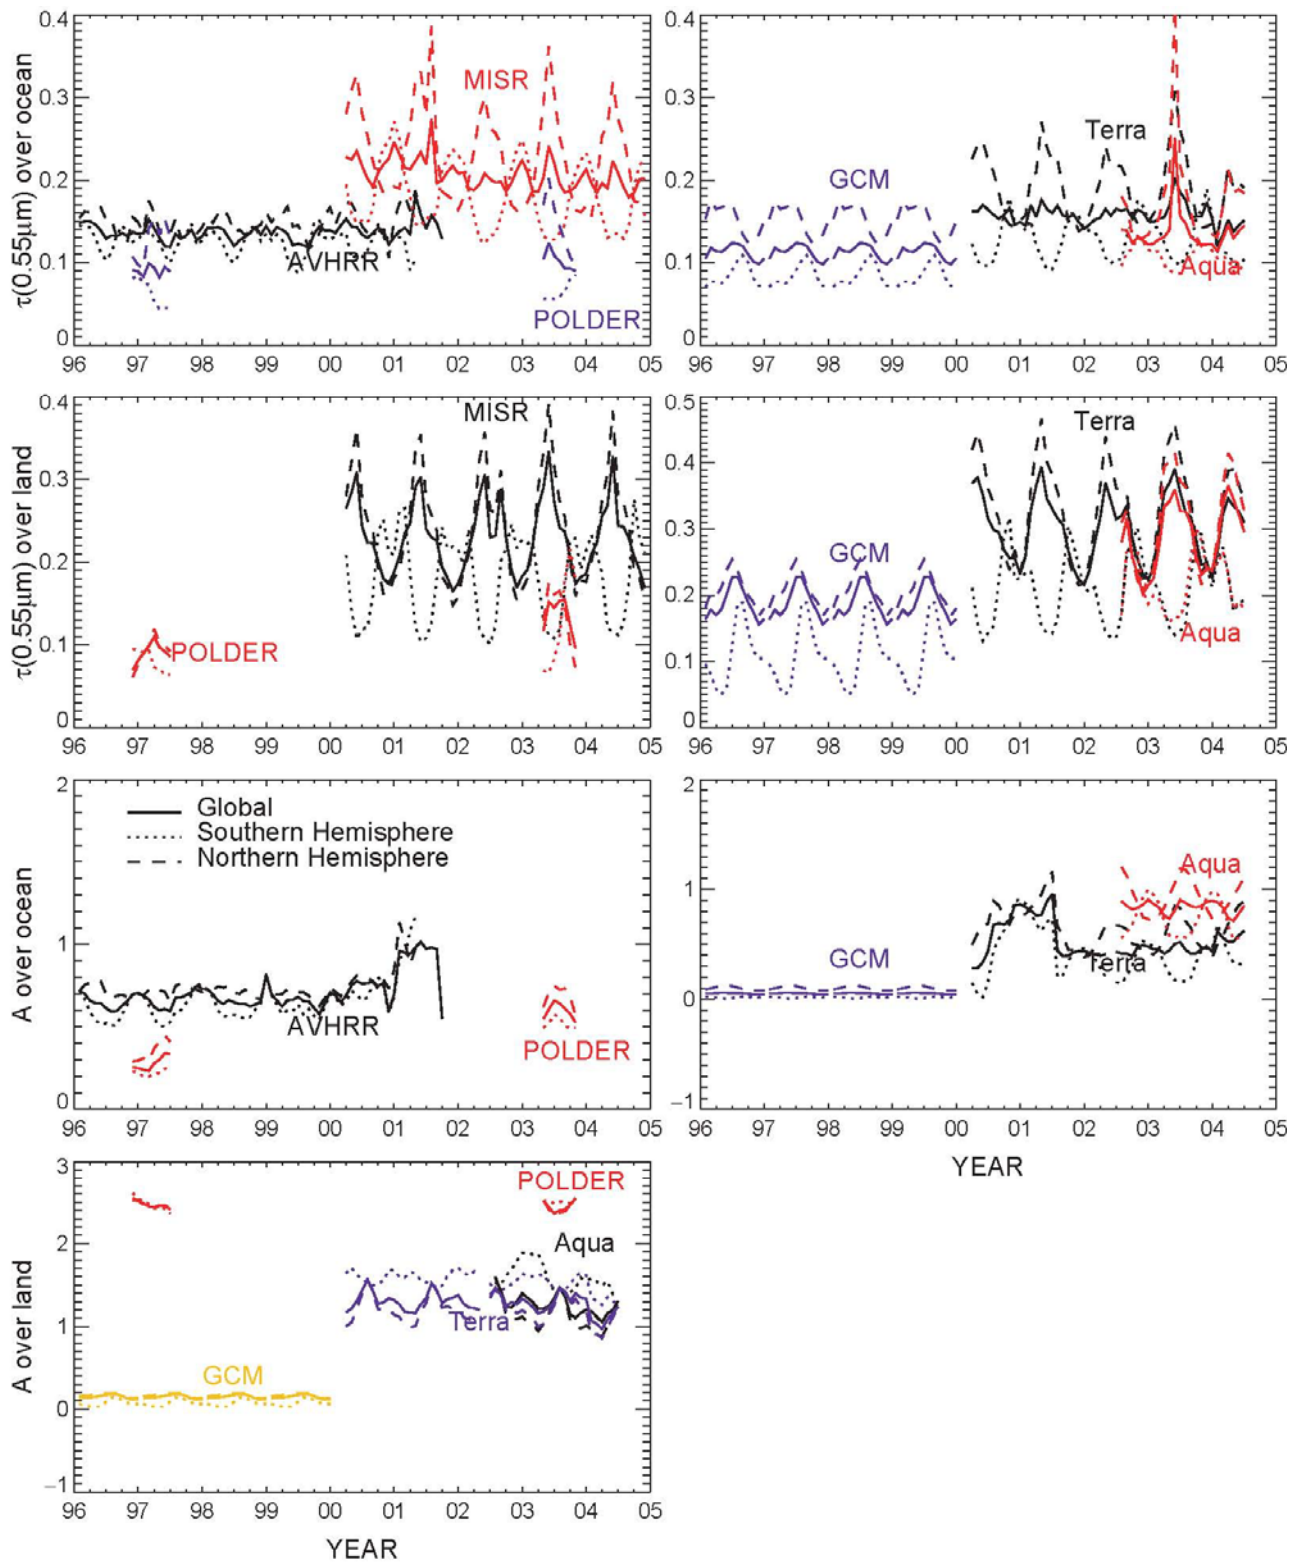 0.4
0.3
0.2
0.1
0
τ(0.55μm) over ocean
MISR
AVHRR
POLDER
96 97 98 99 00 01 02 03 04 05
0.4
0.3
0.2
0.1
0
Terra
GCM
Aqua
96 97 98 99 00 01 02 03 04 05
0.4
0.3
0.2
0.1
0
τ(0.55μm) over land
MISR
POLDER
96 97 98 99 00 01 02 03 04 05
0.5
0.4
0.3
0.2
0.1
0
Terra
GCM
Aqua
96 97 98 99 00 01 02 03 04 05
2
1
0
A over ocean
Global
Southern Hemisphere
Northern Hemisphere
AVHRR
POLDER
96 97 98 99 00 01 02 03 04 05
2
1
0
−1
Aqua
GCM
Terra
96 97 98 99 00 01 02 03 04 05
YEAR
3
2
1
0
−1
A over land
POLDER
Aqua
Terra
GCM
96 97 98 99 00 01 02 03 04 05
YEAR